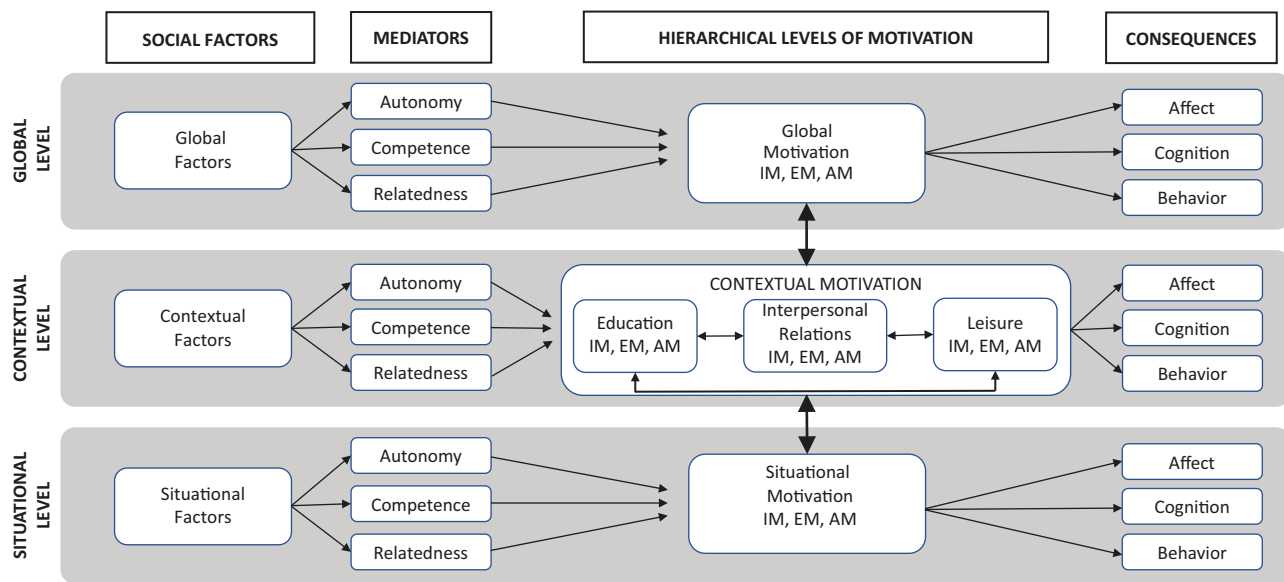 SOCIAL FACTORS
MEDIATORS
HIERARCHICAL LEVELS OF MOTIVATION
CONSEQUENCES
GLOBAL
LEVEL
Global
Factors
Autonomy
Competence
Relatedness
Global
Motivation
IM, EM, AM
Affect
Cognition
Behavior
CONTEXTUAL
LEVEL
Contextual
Factors
Autonomy
Competence
Relatedness
CONTEXTUAL MOTIVATION
Education
IM, EM, AM
Interpersonal
Relations
IM, EM, AM
Leisure
IM, EM, AM
Affect
Cognition
Behavior
SITUATIONAL
LEVEL
Situational
Factors
Autonomy
Competence
Relatedness
Situational
Motivation
IM, EM, AM
Affect
Cognition
Behavior